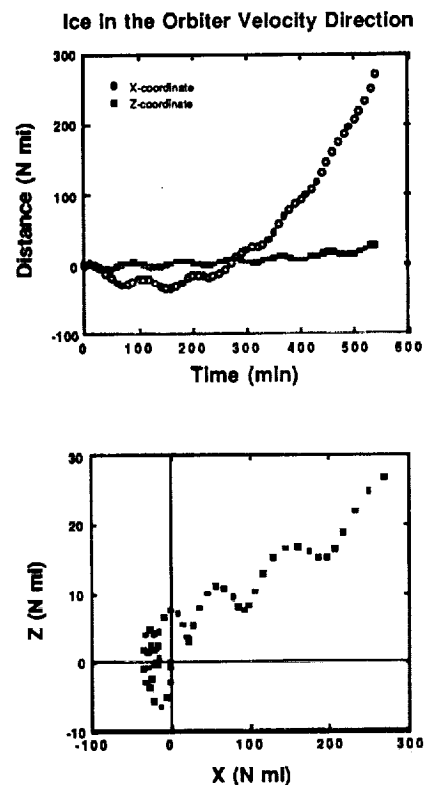 Ice in the Orbiter Velocity Direction
300
X-coordinate
Z-coordinate
200
100
0
-100
Distance (N mi)
0 100 200 300 400 500 600
Time (min)
30
20
10
0
-10
Z (N mi)
-100 0 100 200 300
X (N mi)